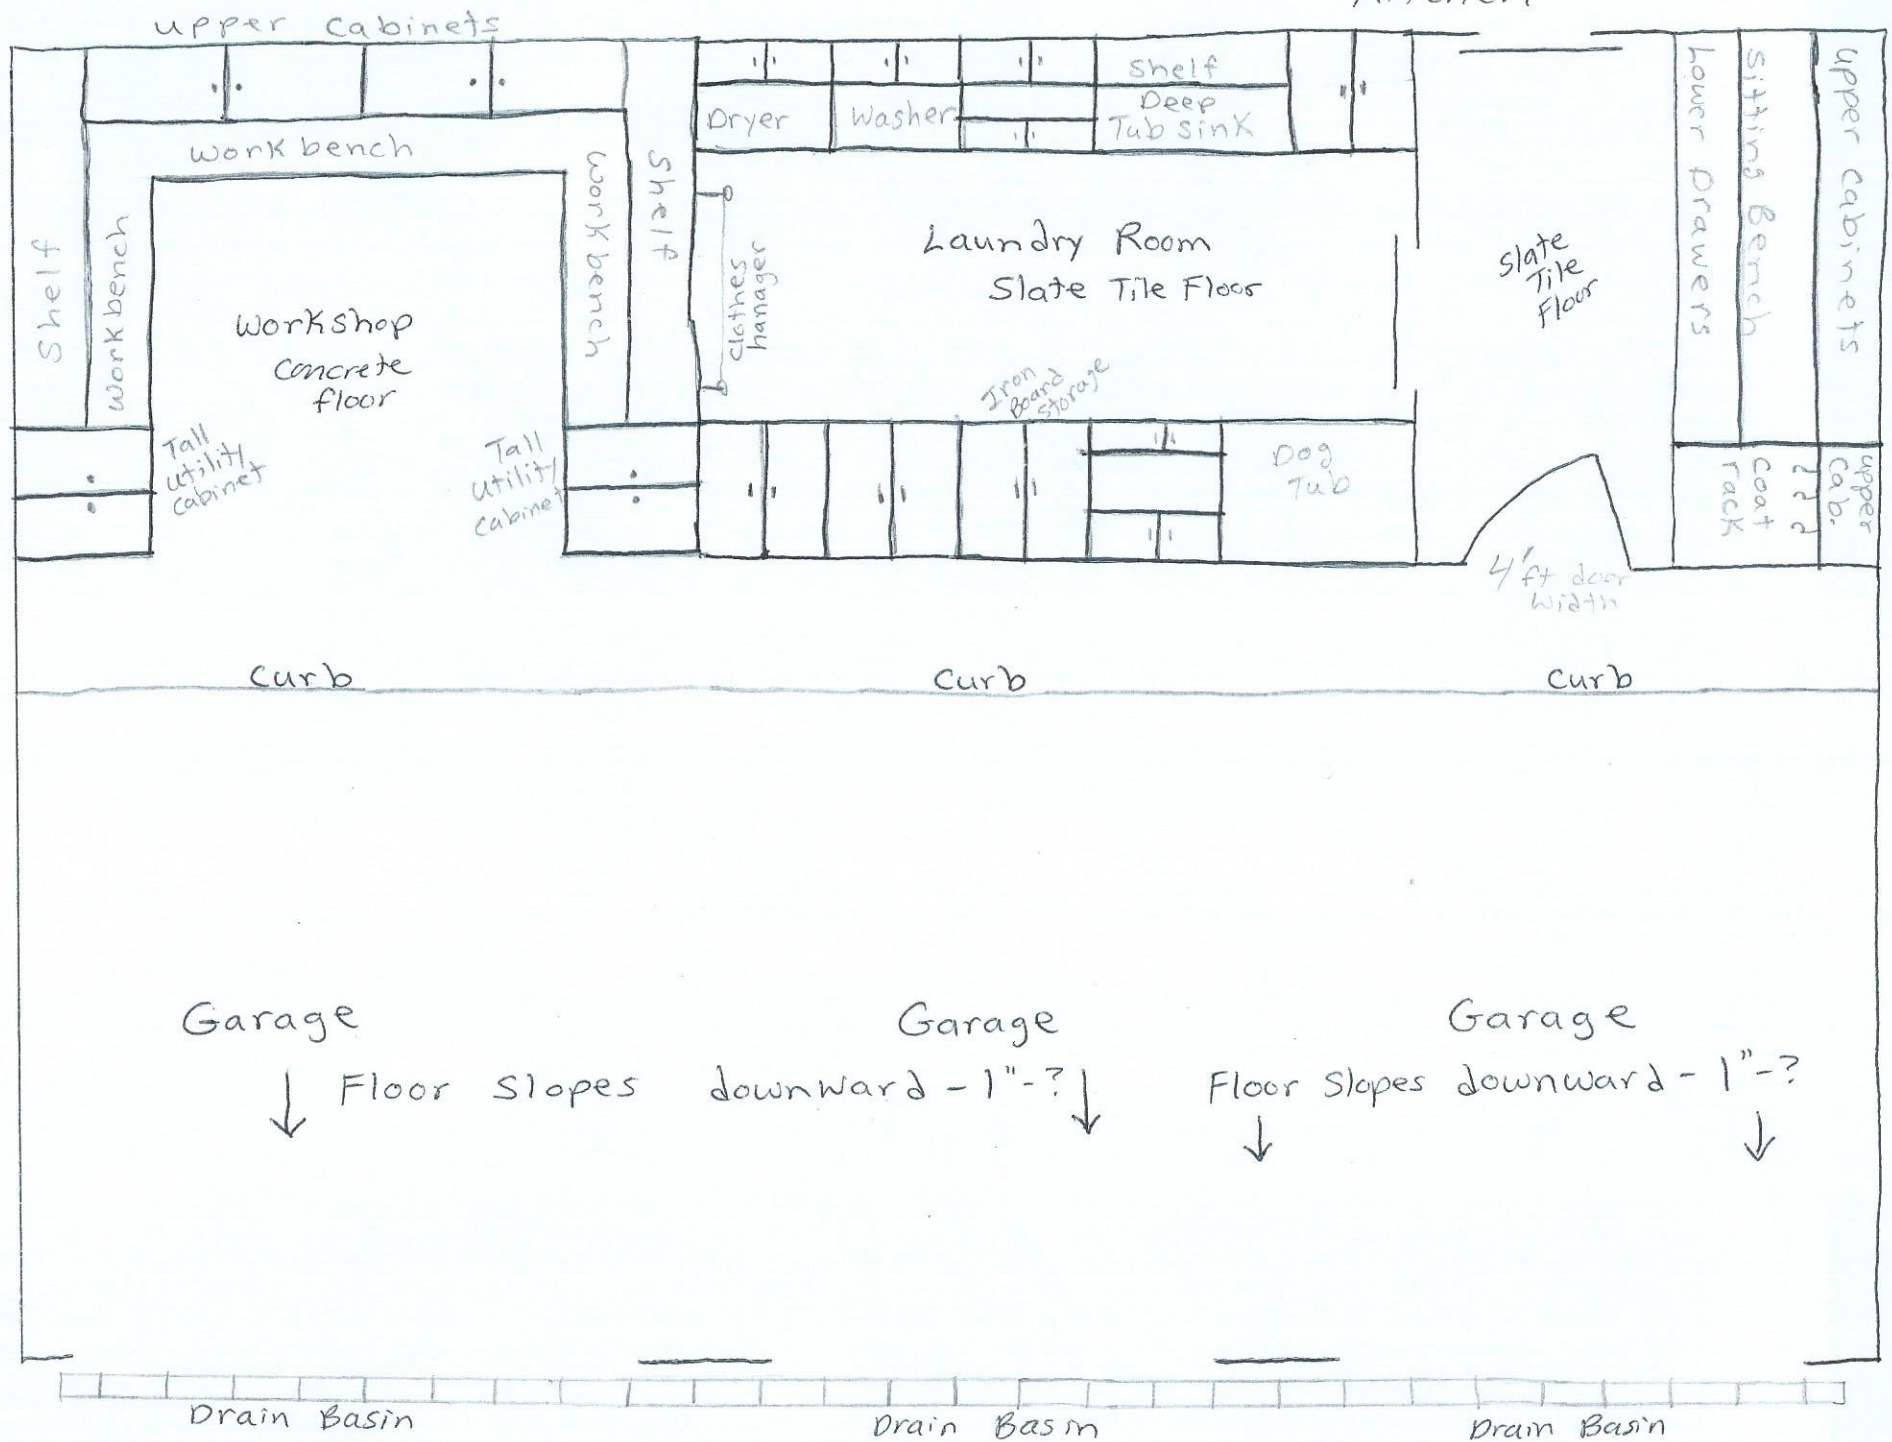 Kitchen
upper cabinets
Shelf
workbench
workbench
workbench
Shelf
Workshop
concrete
floor
Tall
utility
cabinet
Tall
utility
cabinet
Dryer
Washer
Shelf
Deep
Tub Sink
clothes
hanager
Laundry Room
Slate Tile Floor
Iron
Board
Storage
Dog
Tub
Slate
Tile
Floor
Lower Drawers
Sitting Bench
upper cabinets
Coat
rack
upper
Cab.
4' ft door
width
curb
curb
curb
Garage
Garage
Garage
Floor Slopes downward - 1"-?
Floor Slopes downward - 1"-?
Drain Basin
Drain Basin
Drain Basin